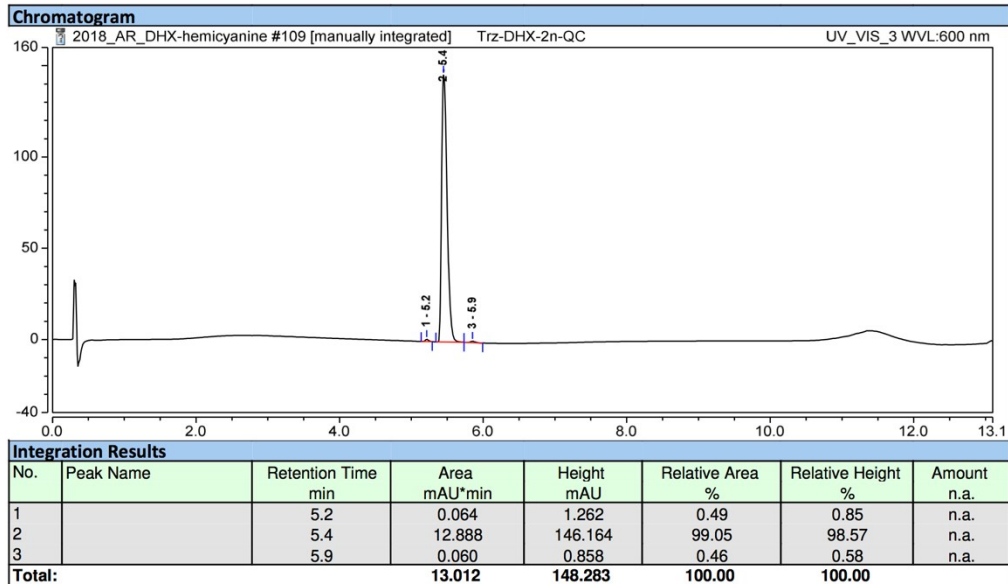 Chromatogram
2018_AR_DHX-hemicyanine #109 [manually integrated] Trz-DHX-2n-QC UV_VIS_3 WVL:600 nm
160
100
50
0
-40
1 - 5.2
2 - 5.4
3 - 5.9
0.0 2.0 4.0 6.0 8.0 10.0 12.0 13.1
Integration Results
No. Peak Name Retention Time Area Height Relative Area Relative Height Amount
min mAU*min mAU % % n.a.
1 5.2 0.064 1.262 0.49 0.85 n.a.
2 5.4 12.888 146.164 99.05 98.57 n.a.
3 5.9 0.060 0.858 0.46 0.58 n.a.
Total: 13.012 148.283 100.00 100.00